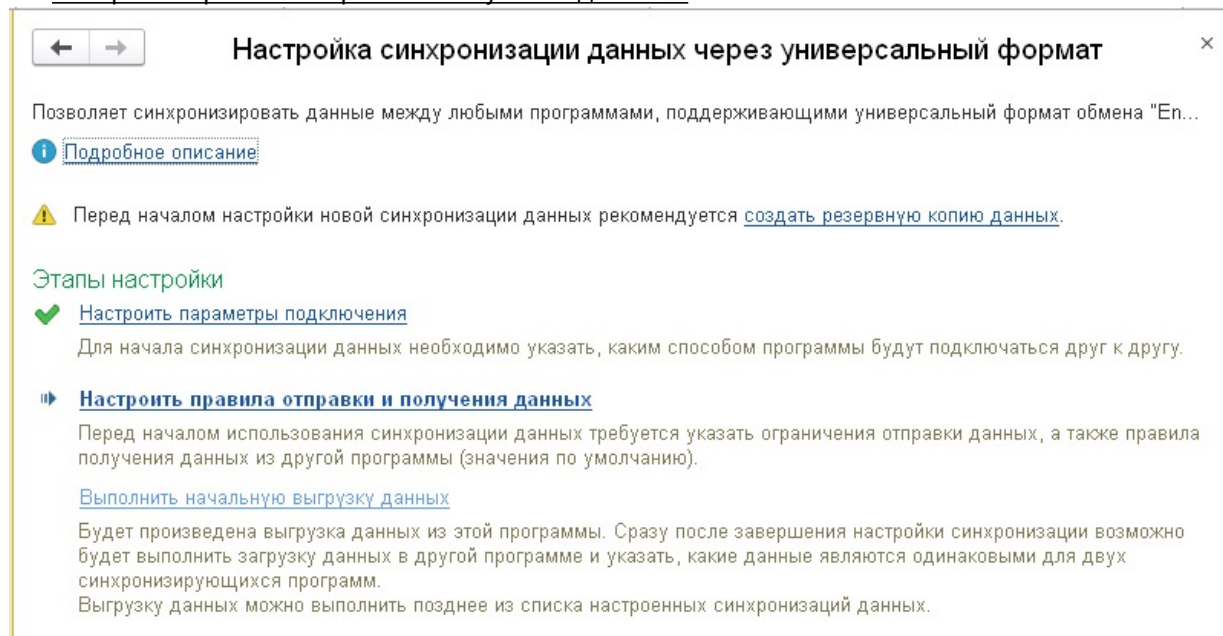 Настройка синхронизации данных через универсальный формат
Позволяет синхронизировать данные между любыми программами, поддерживающими универсальный формат обмена "En...
Подробное описание
Перед началом настройки новой синхронизации данных рекомендуется создать резервную копию данных.
Этапы настройки
Настроить параметры подключения
Для начала синхронизации данных необходимо указать, каким способом программы будут подключаться друг к другу.
Настроить правила отправки и получения данных
Перед началом использования синхронизации данных требуется указать ограничения отправки данных, а также правила
получения данных из другой программы (значения по умолчанию).
Выполнить начальную выгрузку данных
Будет произведена выгрузка данных из этой программы. Сразу после завершения настройки синхронизации возможно
будет выполнить загрузку данных в другой программе и указать, какие данные являются одинаковыми для двух
синхронизирующихся программ.
Выгрузку данных можно выполнить позднее из списка настроенных синхронизаций данных.